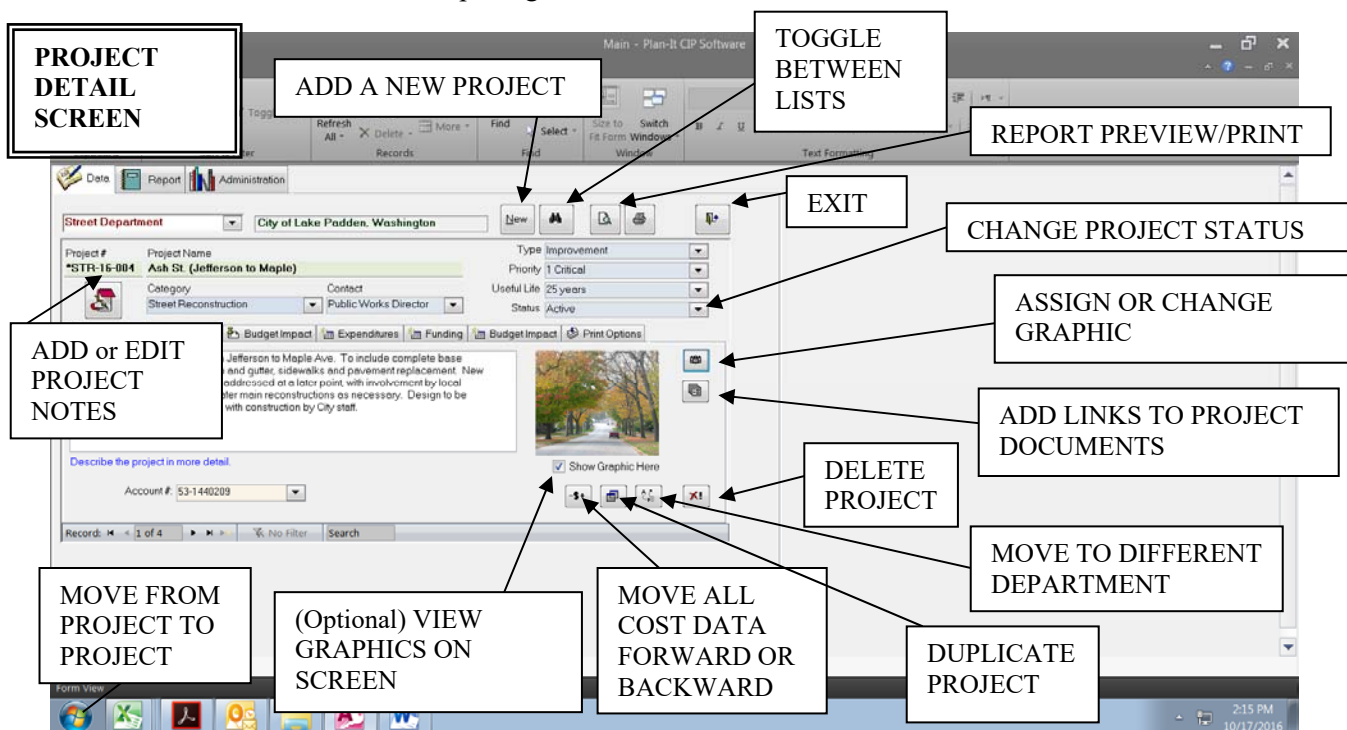 PROJECT
DETAIL
SCREEN
Main - Plan-It CIP Software
TOGGLE
BETWEEN
LISTS
ADD A NEW PROJECT
REPORT PREVIEW/PRINT
EXIT
CHANGE PROJECT STATUS
ASSIGN OR CHANGE
GRAPHIC
ADD LINKS TO PROJECT
DOCUMENTS
Refresh
All
Delete
More
Records
Find
Select
Find
Size to
Fit Form
Switch
Windows
Window
B I U
Text Formatting
Data Report Administration
Street Department City of Lake Padden, Washington New
Project # Project Name Type Improvement
*STR-16-004 Ash St. (Jefferson to Maple) Priority 1 Critical
Category Contact Useful Life 25 years
Street Reconstruction Public Works Director Status Active
Budget Impact Expenditures Funding Budget Impact Print Options
ADD or EDIT
PROJECT
NOTES
Jefferson to Maple Ave. To include complete base
and gutter, sidewalks and pavement replacement. New
addressed at a later point, with involvement by local
main reconstructions as necessary. Design to be
with construction by City staff.
Describe the project in more detail.
Show Graphic Here
Account #: 53-1440209
DELETE
PROJECT
Record: 1 of 4 No Filter Search
MOVE TO DIFFERENT
DEPARTMENT
MOVE FROM
PROJECT TO
PROJECT
(Optional) VIEW
GRAPHICS ON
SCREEN
MOVE ALL
COST DATA
FORWARD OR
BACKWARD
DUPLICATE
PROJECT
Form View
2:15 PM
10/17/2016